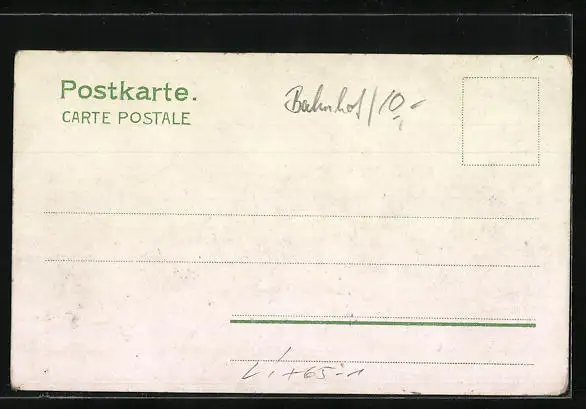 Postkarte.
CARTE POSTALE
Bahnhof/10,-